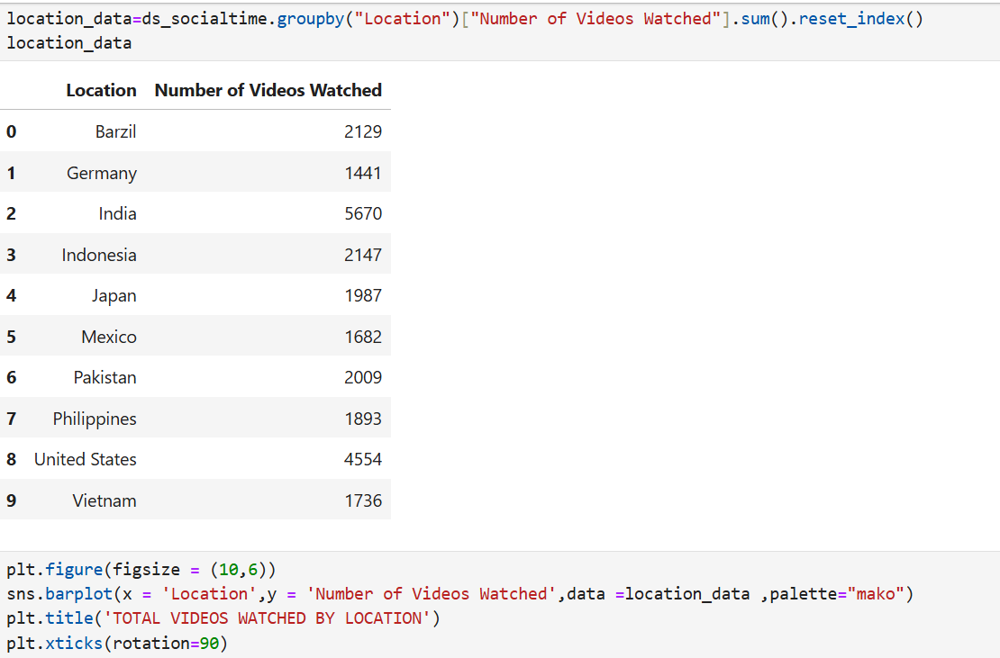 location_data=ds_socialtime.groupby("Location")["Number of Videos Watched"].sum().reset_index()
location_data
Location Number of Videos Watched
0 Barzil 2129
1 Germany 1441
2 India 5670
3 Indonesia 2147
4 Japan 1987
5 Mexico 1682
6 Pakistan 2009
7 Philippines 1893
8 United States 4554
9 Vietnam 1736
plt.figure(figsize = (10,6))
sns.barplot(x = 'Location',y = 'Number of Videos Watched',data =location_data ,palette="mako")
plt.title('TOTAL VIDEOS WATCHED BY LOCATION')
plt.xticks(rotation=90)